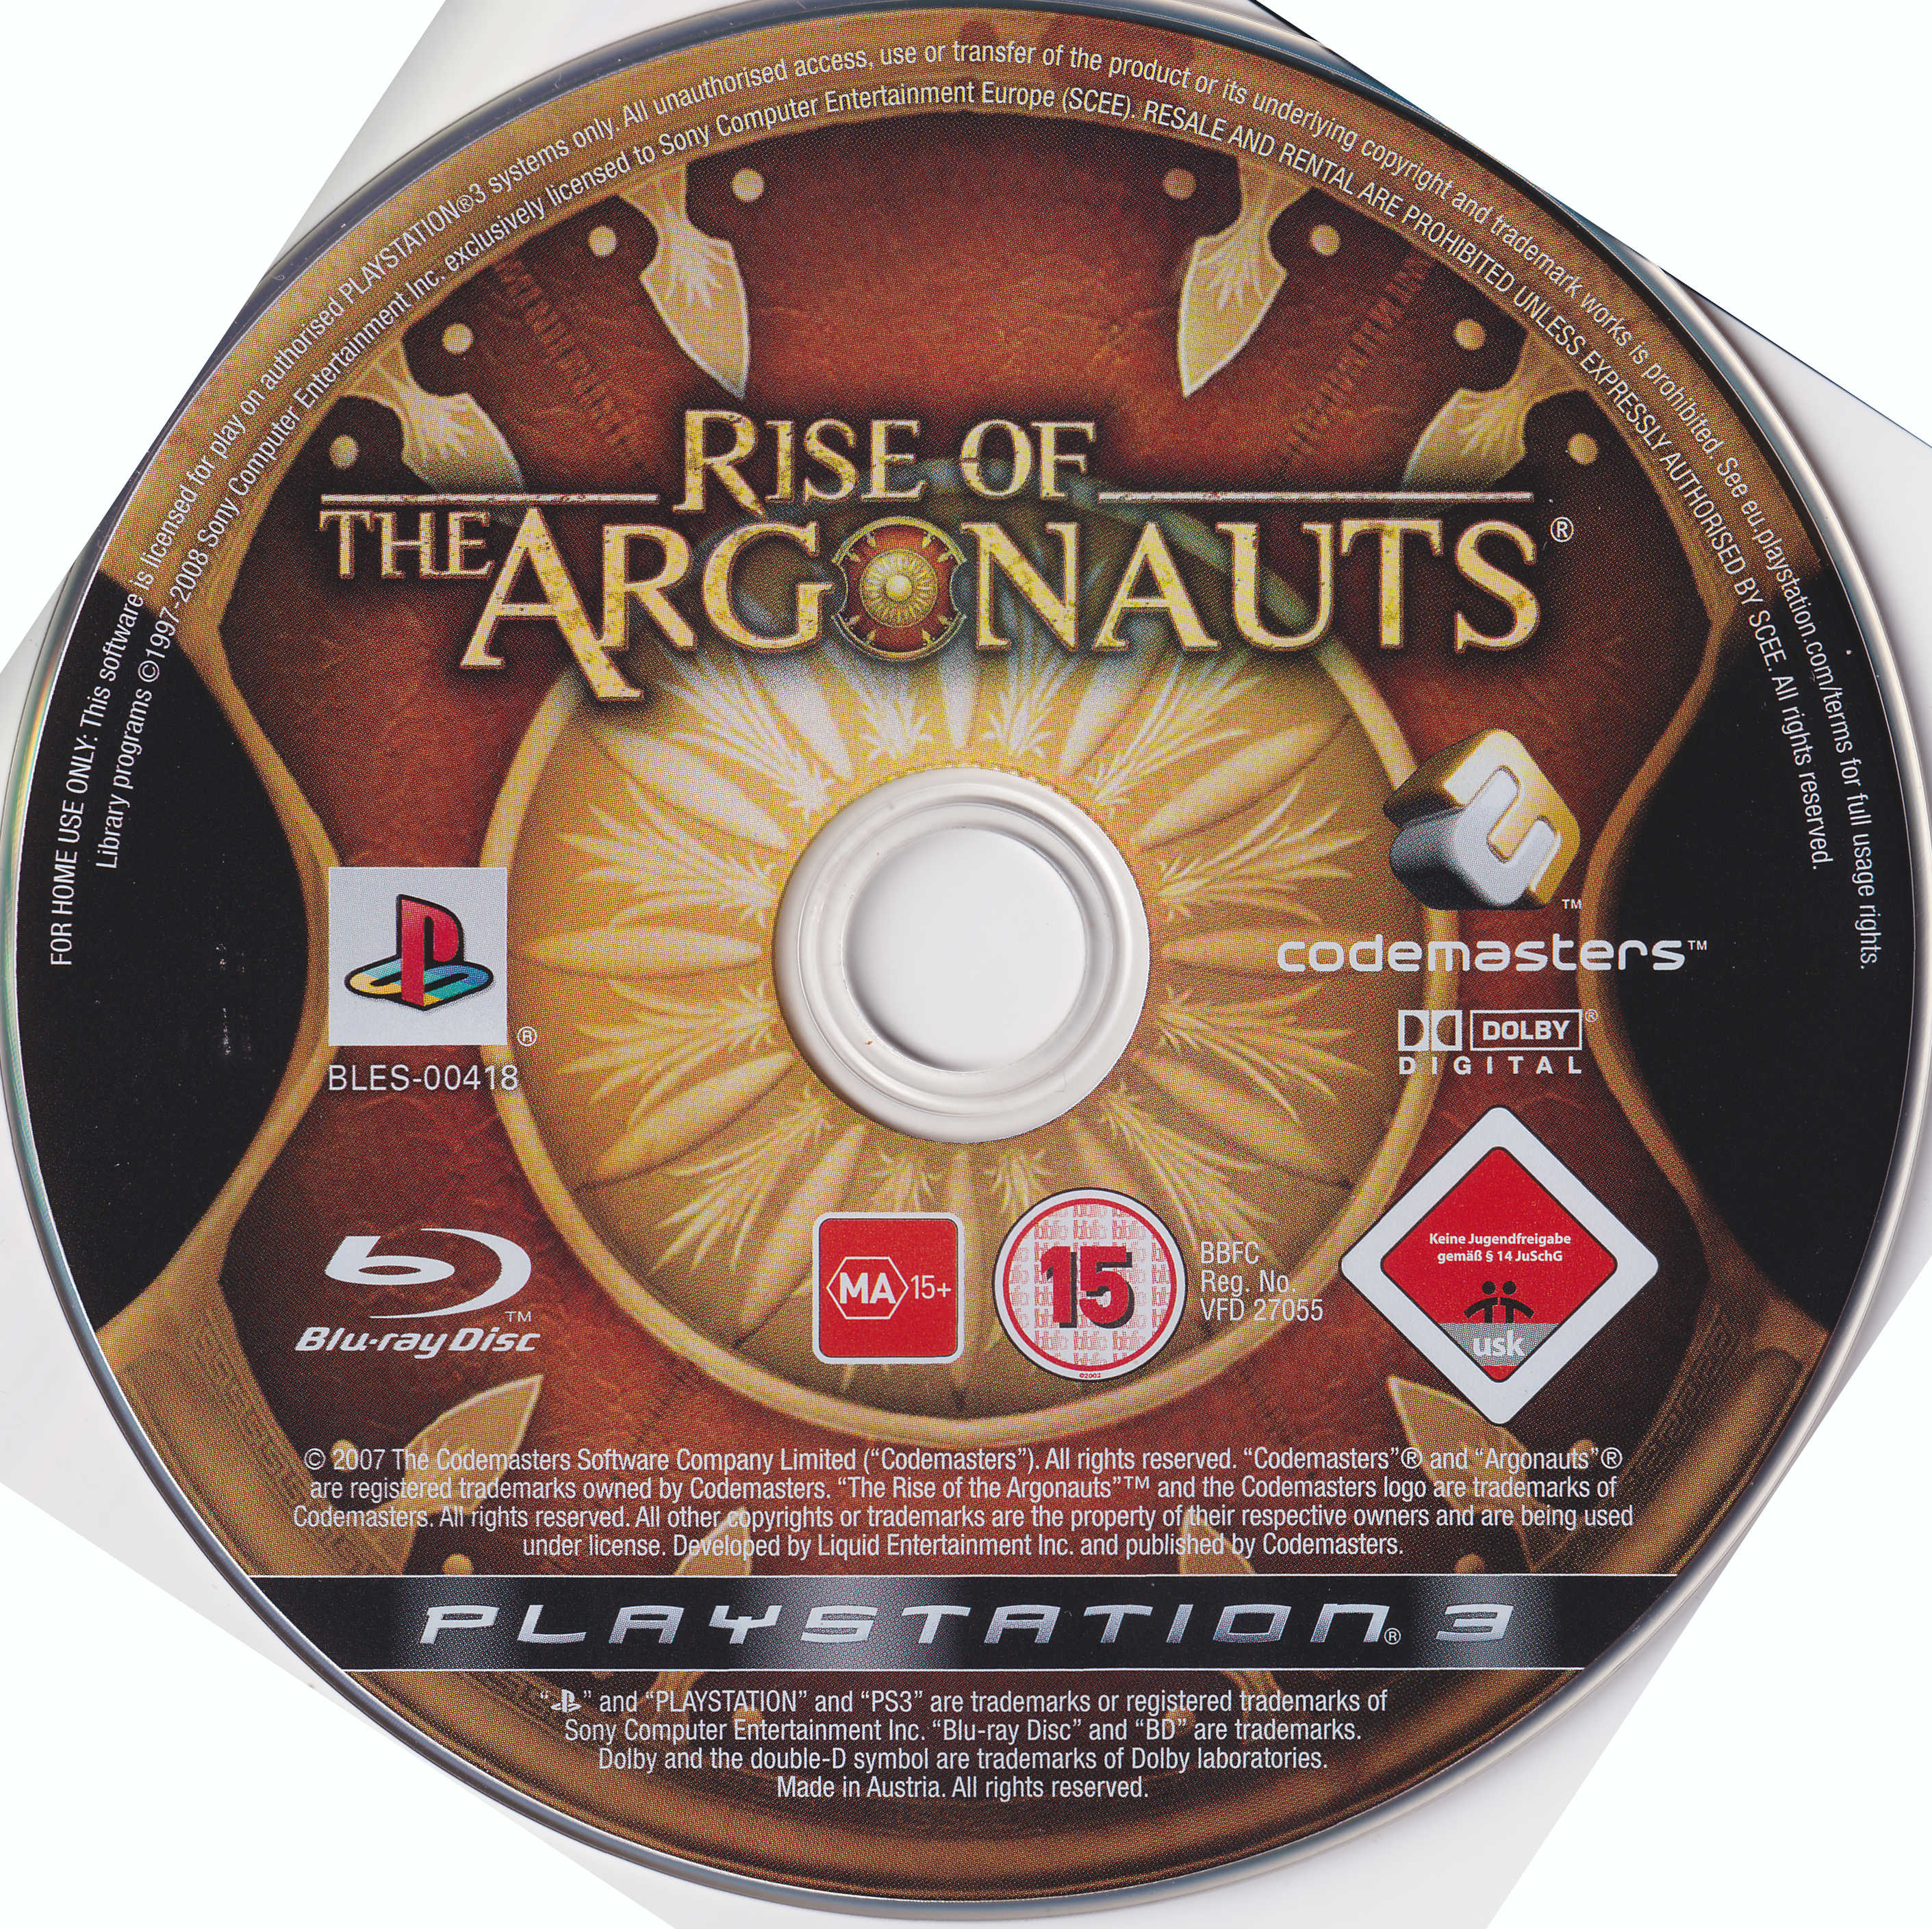 FOR HOME USE ONLY: This software is licensed for play on authorised PLAYSTATION®3 systems only. All unauthorised access, use or transfer of the product or its underlying copyright and trademark works is prohibited. See eu.playstation.com/terms for full usage rights.
Library programs ©1997-2008 Sony Computer Entertainment Inc. exclusively licensed to Sony Computer Entertainment Europe (SCEE). RESALE AND RENTAL ARE PROHIBITED UNLESS EXPRESSLY AUTHORISED BY SCEE. All rights reserved.
RISE OF
THE ARGONAUTS®
TM
codemasters™
®
BLES-00418
DOLBY®
DIGITAL
TM
Blu-ray Disc
MA 15+
15
©2002
BBFC
Reg. No.
VFD 27055
Keine Jugendfreigabe
gemäß § 14 JuSchG
usk
© 2007 The Codemasters Software Company Limited (“Codemasters”). All rights reserved. “Codemasters”® and “Argonauts”®
are registered trademarks owned by Codemasters. “The Rise of the Argonauts”™ and the Codemasters logo are trademarks of
Codemasters. All rights reserved. All other copyrights or trademarks are the property of their respective owners and are being used
under license. Developed by Liquid Entertainment Inc. and published by Codemasters.
PLAYSTATION® 3
“ ” and “PLAYSTATION” and “PS3” are trademarks or registered trademarks of
Sony Computer Entertainment Inc. “Blu-ray Disc” and “BD” are trademarks.
Dolby and the double-D symbol are trademarks of Dolby laboratories.
Made in Austria. All rights reserved.